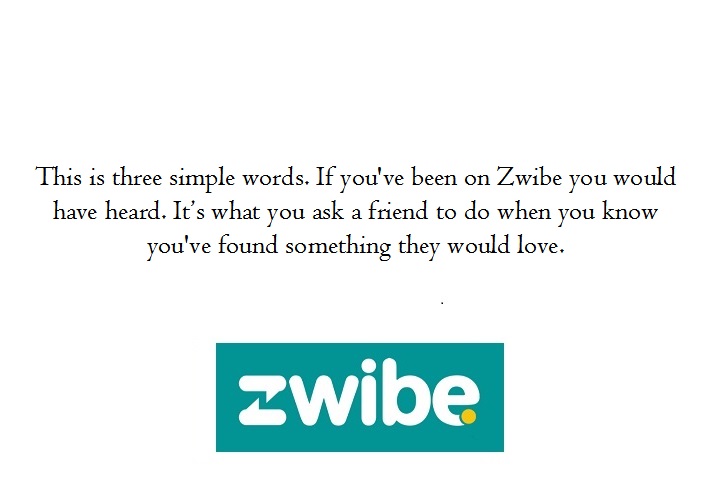 This is three simple words. If you've been on Zwibe you would
have heard. It’s what you ask a friend to do when you know
you've found something they would love.
.
zwibe.